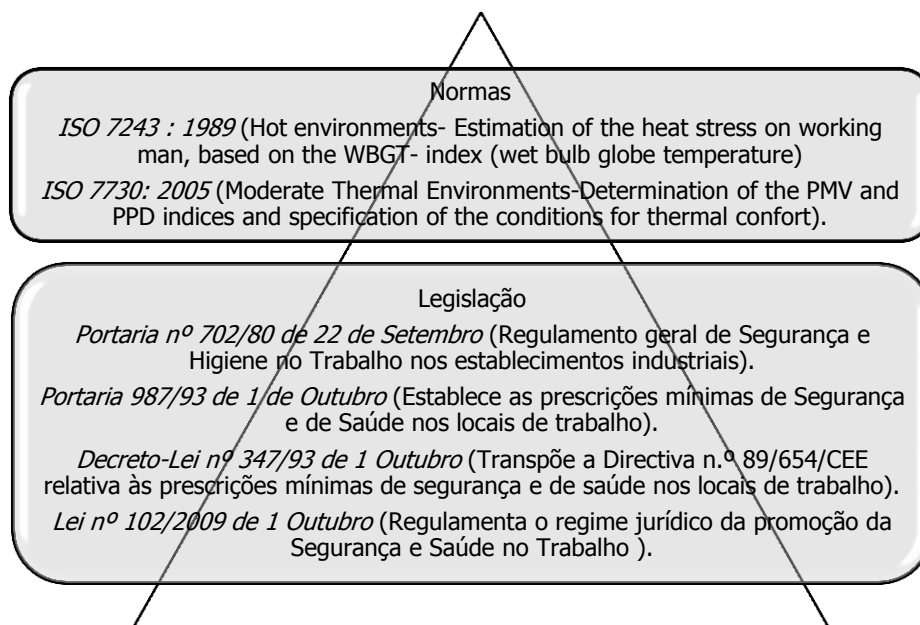 Normas
ISO 7243 : 1989 (Hot environments- Estimation of the heat stress on working
man, based on the WBGT- index (wet bulb globe temperature)
ISO 7730: 2005 (Moderate Thermal Environments-Determination of the PMV and
PPD indices and specification of the conditions for thermal confort).
Legislação
Portaria nº 702/80 de 22 de Setembro (Regulamento geral de Segurança e
Higiene no Trabalho nos establecimentos industriais).
Portaria 987/93 de 1 de Outubro (Establece as prescrições mínimas de Segurança
e de Saúde nos locais de trabalho).
Decreto-Lei nº 347/93 de 1 Outubro (Transpõe a Directiva n.º 89/654/CEE
relativa às prescrições mínimas de segurança e de saúde nos locais de trabalho).
Lei nº 102/2009 de 1 Outubro (Regulamenta o regime jurídico da promoção da
Segurança e Saúde no Trabalho ).